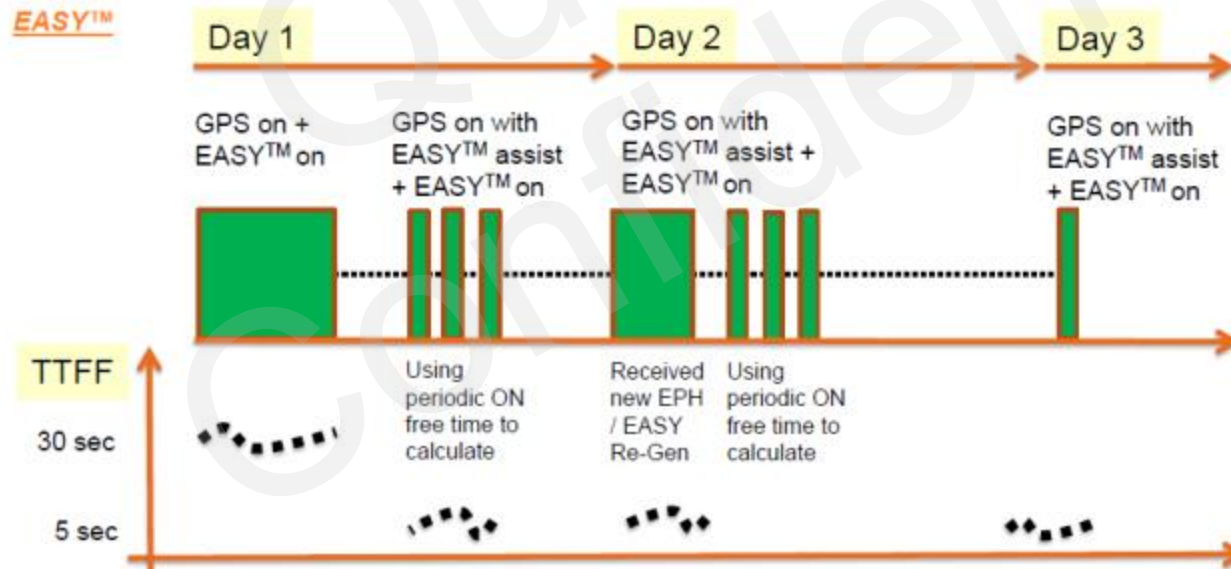 EASY™
Day 1
Day 2
Day 3
GPS on +
EASY™ on
GPS on with
EASY™ assist
+ EASY™ on
GPS on with
EASY™ assist +
EASY™ on
GPS on with
EASY™ assist
+ EASY™ on
TTFF
30 sec
5 sec
Using
periodic ON
free time to
calculate
Received
new EPH
/ EASY
Re-Gen
Using
periodic ON
free time to
calculate